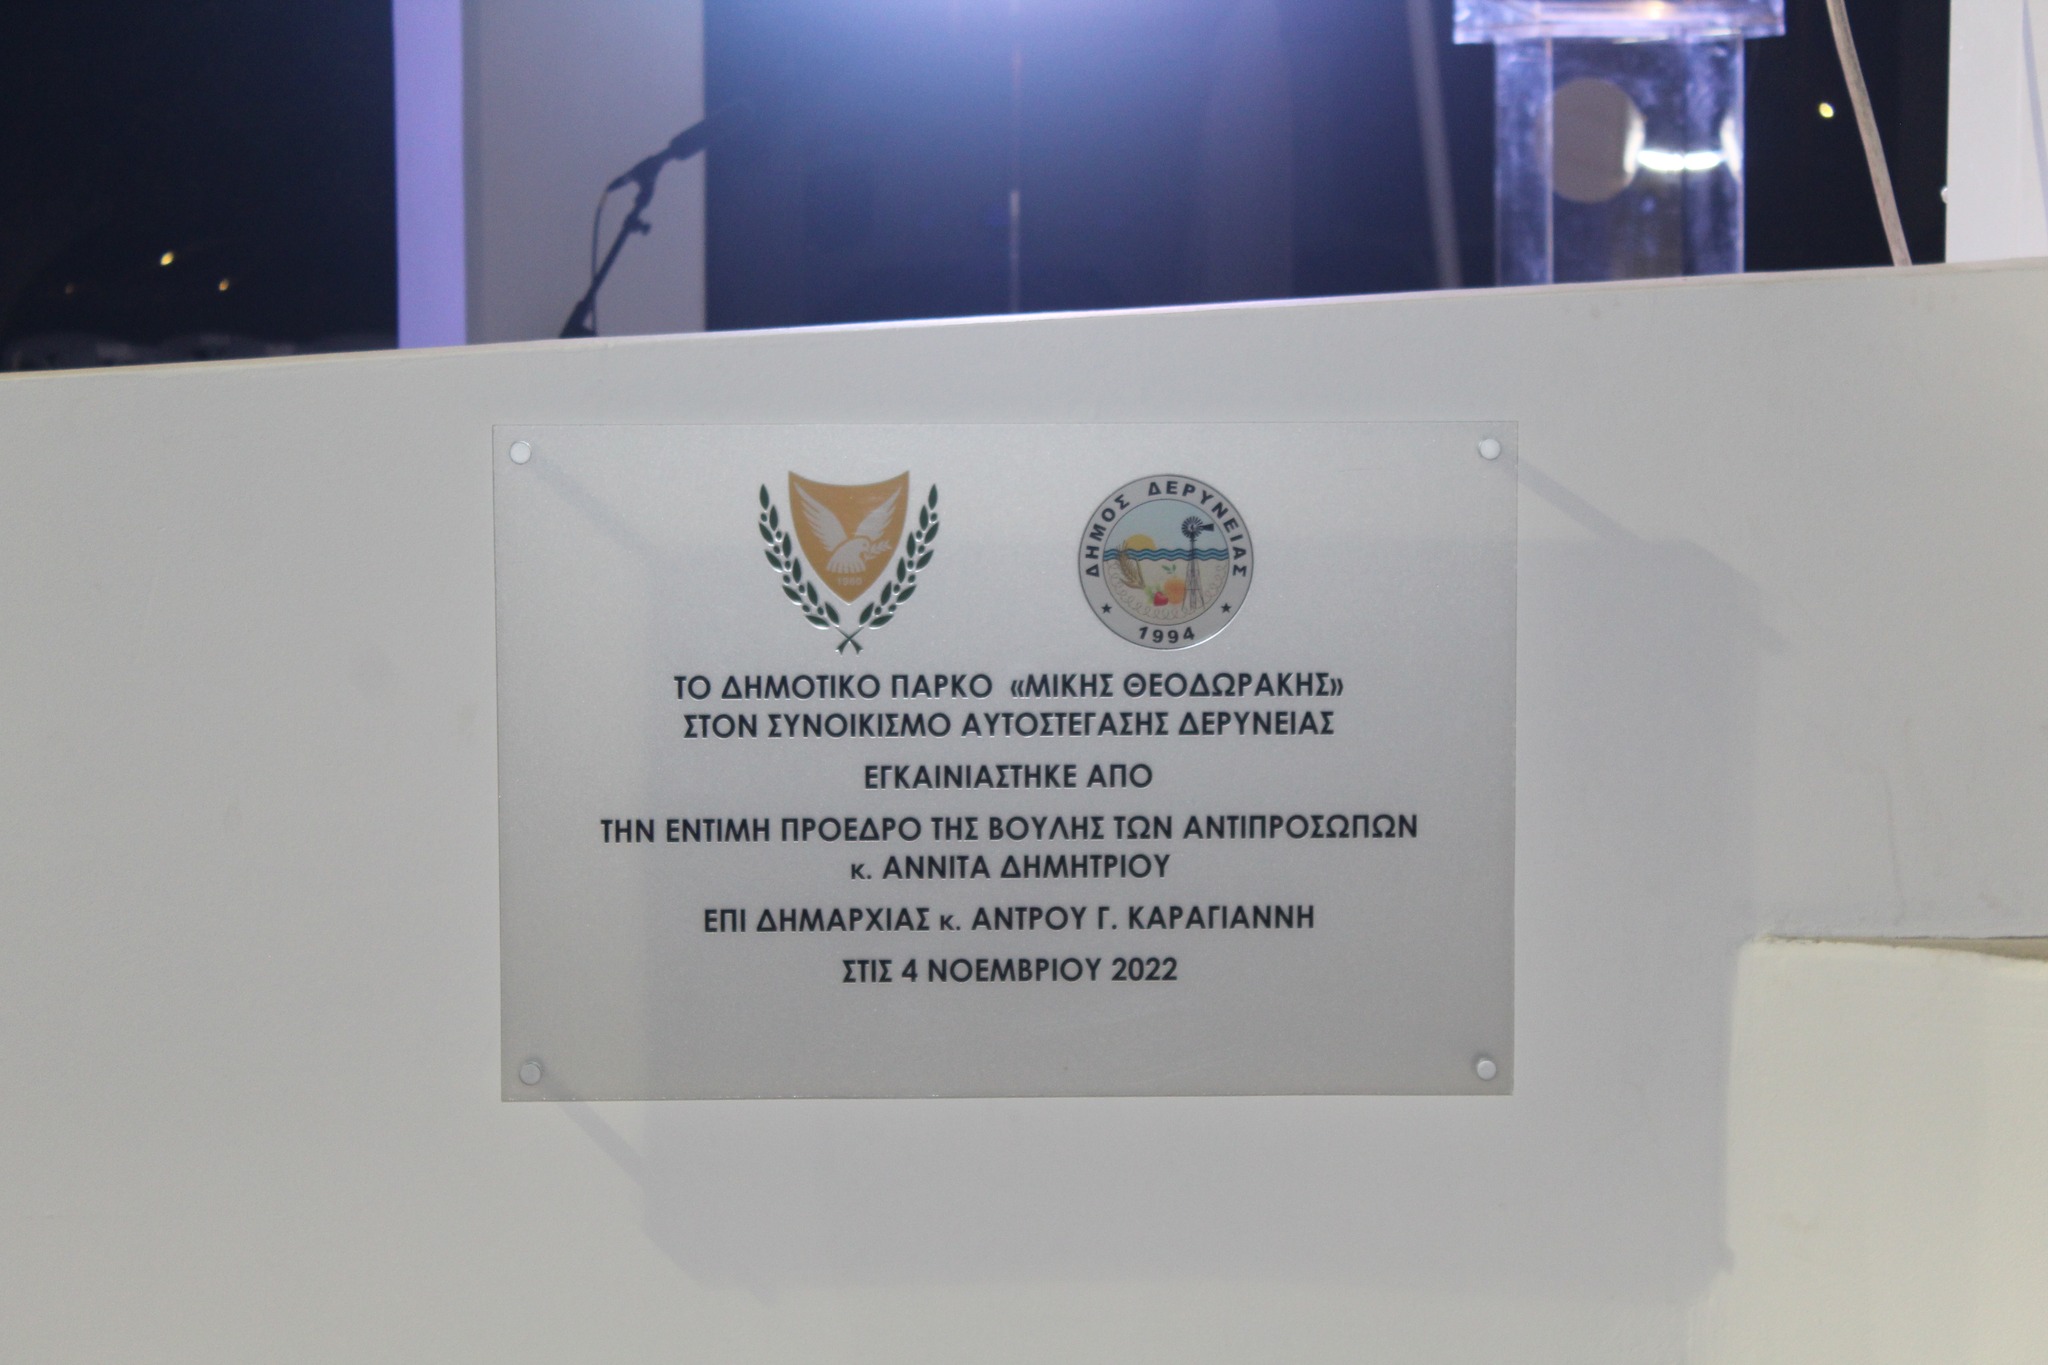 1960
ΔΗΜΟΣ ΔΕΡΥΝΕΙΑΣ
1994
ΤΟ ΔΗΜΟΤΙΚΟ ΠΑΡΚΟ «ΜΙΚΗΣ ΘΕΟΔΩΡΑΚΗΣ»
ΣΤΟΝ ΣΥΝΟΙΚΙΣΜΟ ΑΥΤΟΣΤΕΓΑΣΗΣ ΔΕΡΥΝΕΙΑΣ
ΕΓΚΑΙΝΙΑΣΤΗΚΕ ΑΠΟ
ΤΗΝ ΕΝΤΙΜΗ ΠΡΟΕΔΡΟ ΤΗΣ ΒΟΥΛΗΣ ΤΩΝ ΑΝΤΙΠΡΟΣΩΠΩΝ
κ. ΑΝΝΙΤΑ ΔΗΜΗΤΡΙΟΥ
ΕΠΙ ΔΗΜΑΡΧΙΑΣ κ. ΑΝΤΡΟΥ Γ. ΚΑΡΑΓΙΑΝΝΗ
ΣΤΙΣ 4 ΝΟΕΜΒΡΙΟΥ 2022